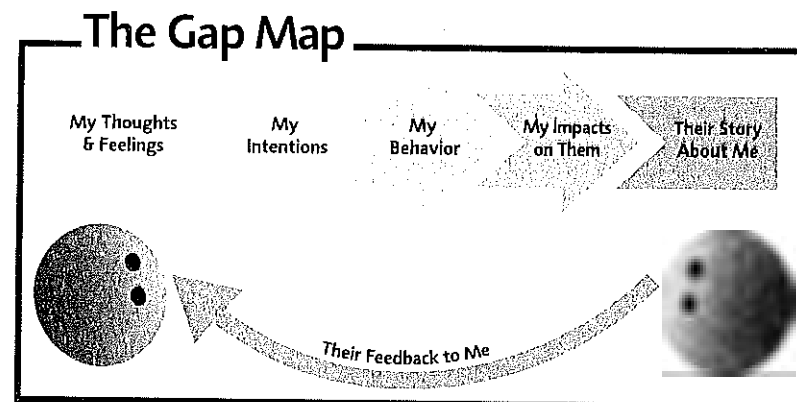 The Gap Map
My Thoughts
& Feelings
My
Intentions
My
Behavior
My Impacts
on Them
Their Story
About Me
Their Feedback to Me